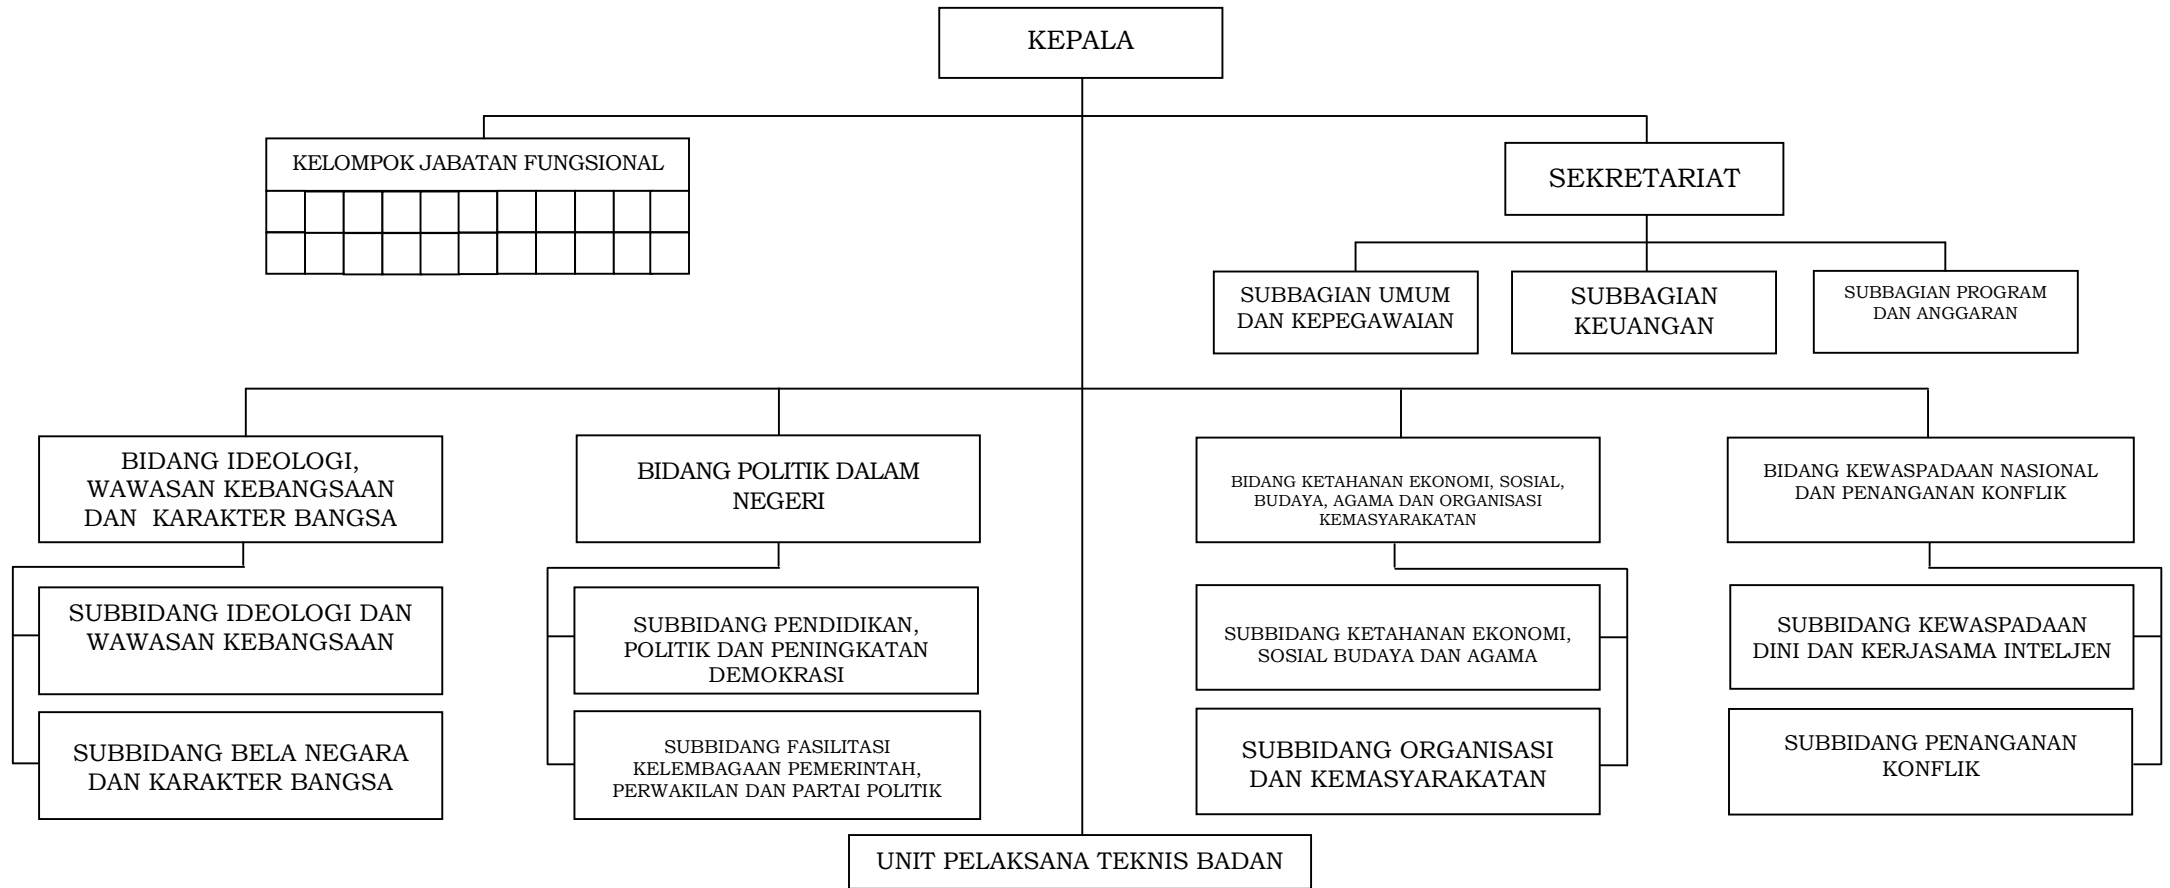 KEPALA
KELOMPOK JABATAN FUNGSIONAL
SEKRETARIAT
SUBBAGIAN UMUM
DAN KEPEGAWAIAN
SUBBAGIAN
KEUANGAN
SUBBAGIAN PROGRAM
DAN ANGGARAN
BIDANG IDEOLOGI,
WAWASAN KEBANGSAAN
DAN KARAKTER BANGSA
BIDANG POLITIK DALAM
NEGERI
BIDANG KETAHANAN EKONOMI, SOSIAL,
BUDAYA, AGAMA DAN ORGANISASI
KEMASYARAKATAN
BIDANG KEWASPADAAN NASIONAL
DAN PENANGANAN KONFLIK
SUBBIDANG IDEOLOGI DAN
WAWASAN KEBANGSAAN
SUBBIDANG PENDIDIKAN,
POLITIK DAN PENINGKATAN
DEMOKRASI
SUBBIDANG KETAHANAN EKONOMI,
SOSIAL BUDAYA DAN AGAMA
SUBBIDANG KEWASPADAAN
DINI DAN KERJASAMA INTELJEN
SUBBIDANG BELA NEGARA
DAN KARAKTER BANGSA
SUBBIDANG FASILITASI
KELEMBAGAAN PEMERINTAH,
PERWAKILAN DAN PARTAI POLITIK
SUBBIDANG ORGANISASI
DAN KEMASYARAKATAN
SUBBIDANG PENANGANAN
KONFLIK
UNIT PELAKSANA TEKNIS BADAN